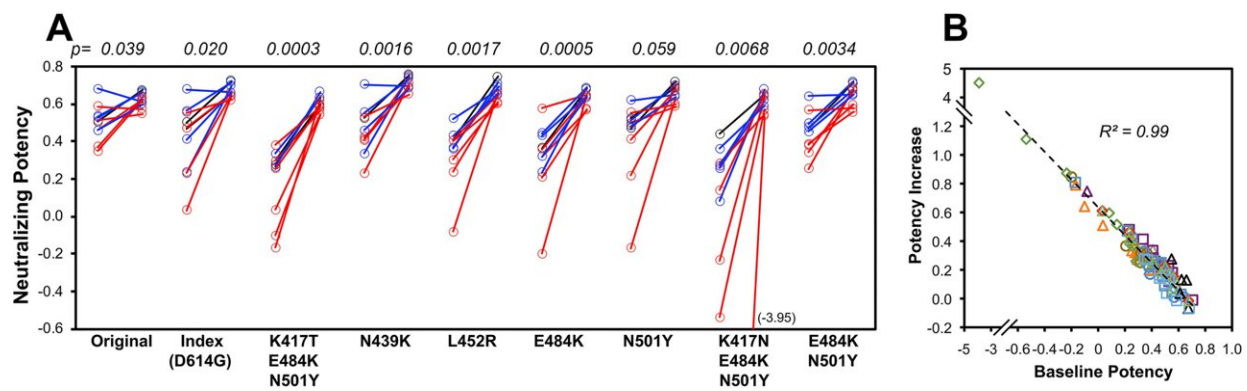 A
B
p= 0.039 0.020 0.0003 0.0016 0.0017 0.0005 0.059 0.0068 0.0034
Neutralizing Potency
0.8
0.6
0.4
0.2
0.0
-0.2
-0.4
-0.6
(-3.95)
Original
Index
(D614G)
K417T
E484K
N501Y
N439K
L452R
E484K
N501Y
K417N
E484K
N501Y
E484K
N501Y
Potency Increase
5
4
1.2
1.0
0.8
0.6
0.4
0.2
0.0
-0.2
R² = 0.99
-5 -0.6 -0.4 -0.2 0 0.2 0.4 0.6 0.8 1.0
Baseline Potency